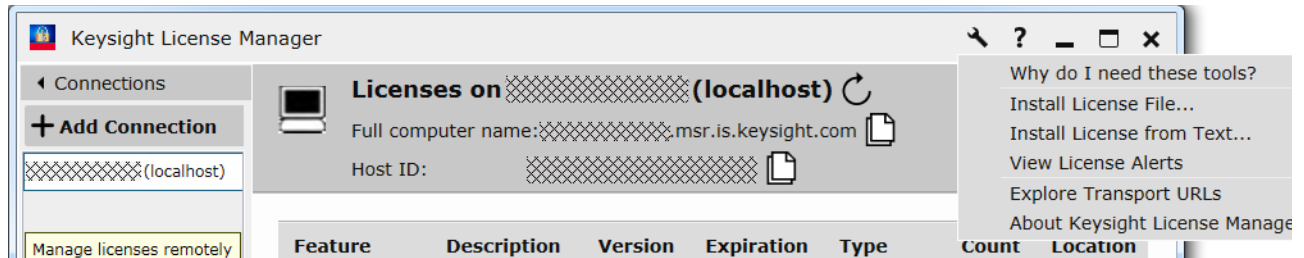 Keysight License Manager
?
Connections
Add Connection
(localhost)
Manage licenses remotely
Licenses on (localhost)
Full computer name: .msr.is.keysight.com
Host ID:
Feature Description Version Expiration Type Count Location
Why do I need these tools?
Install License File...
Install License from Text...
View License Alerts
Explore Transport URLs
About Keysight License Manage